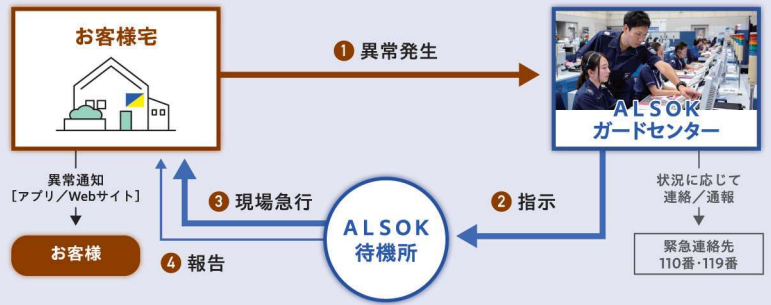 お客様宅
❶ 異常発生
ALSOK
ガードセンター
異常通知
［アプリ／Webサイト］
お客様
❸ 現場急行
❹ 報告
ALSOK
待機所
❷ 指示
状況に応じて
連絡／通報
緊急連絡先
110番・119番